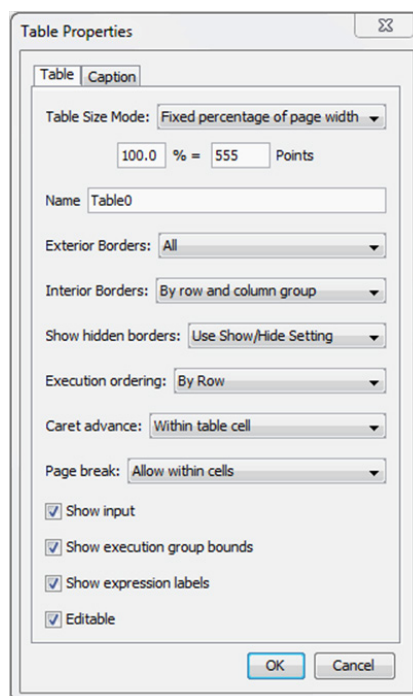 Table Properties
Table Caption
Table Size Mode: Fixed percentage of page width
100.0 % = 555 Points
Name Table0
Exterior Borders: All
Interior Borders: By row and column group
Show hidden borders: Use Show/Hide Setting
Execution ordering: By Row
Caret advance: Within table cell
Page break: Allow within cells
Show input
Show execution group bounds
Show expression labels
Editable
OK Cancel